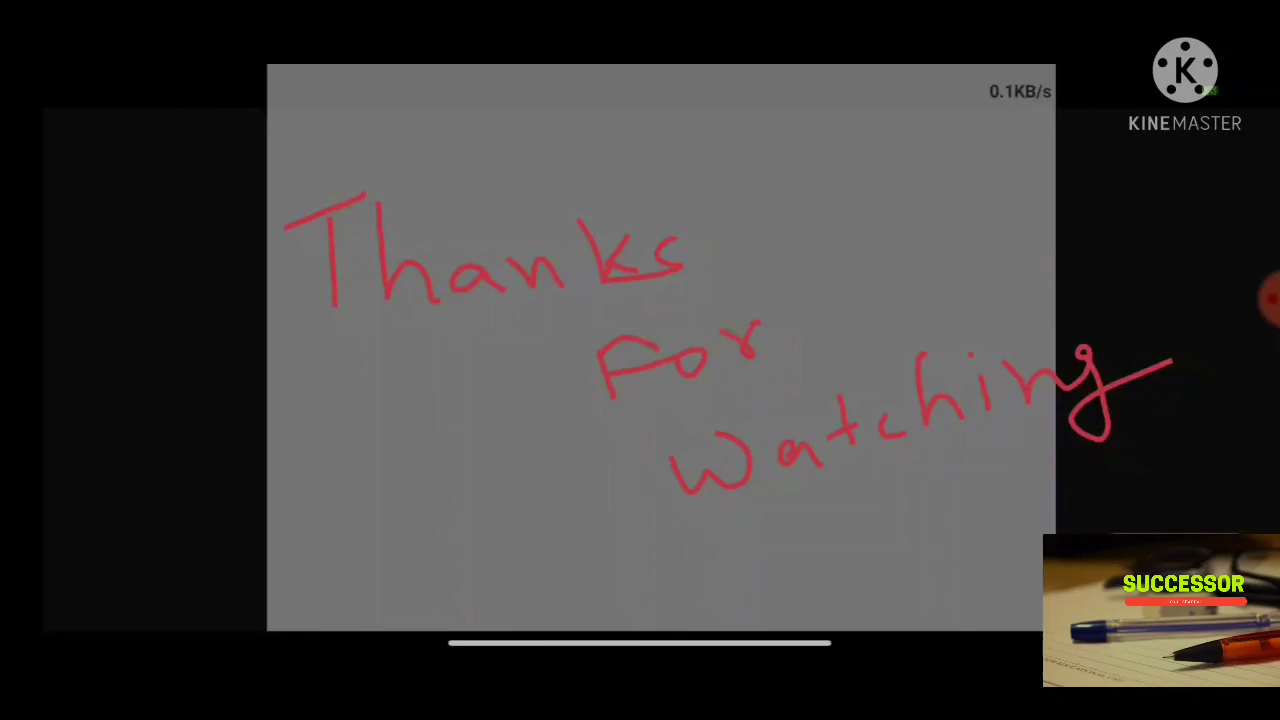 0.1KB/s
K
KINEMASTER
Thanks
For
watching
SUCCESSOR